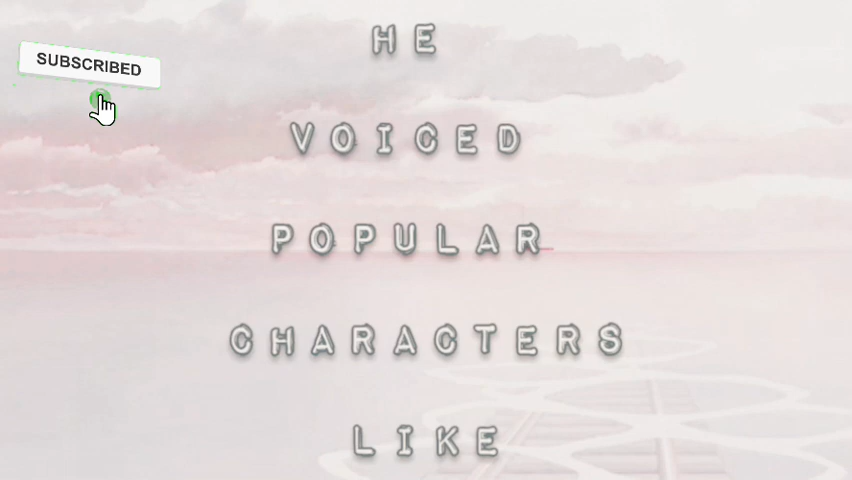 HE
SUBSCRIBED
VOICED
POPULAR
CHARACTERS
LIKE